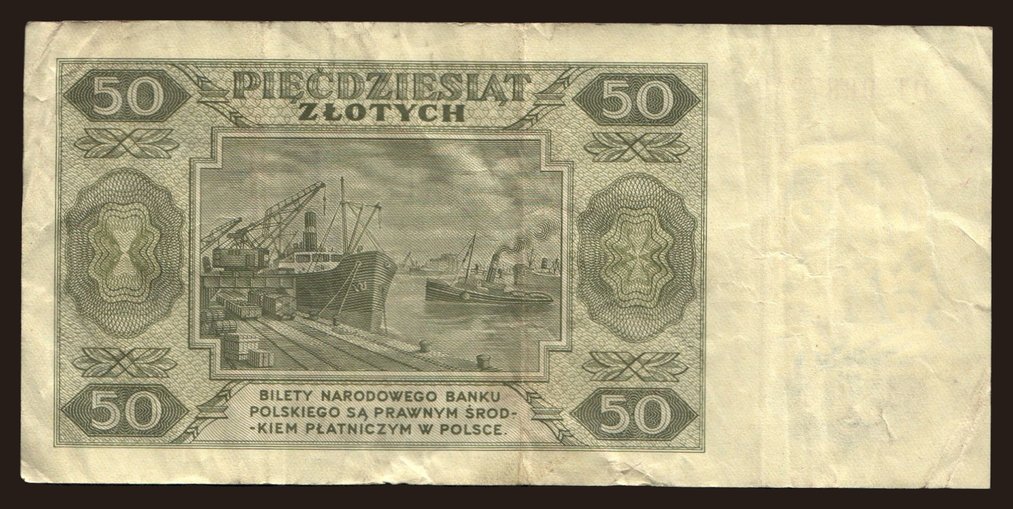 50 PIĘĆDZIESIĄT 50
ZŁOTYCH
BILETY NARODOWEGO BANKU
POLSKIEGO SĄ PRAWNYM ŚROD-
-KIEM PŁATNICZYM W POLSCE.
50 50